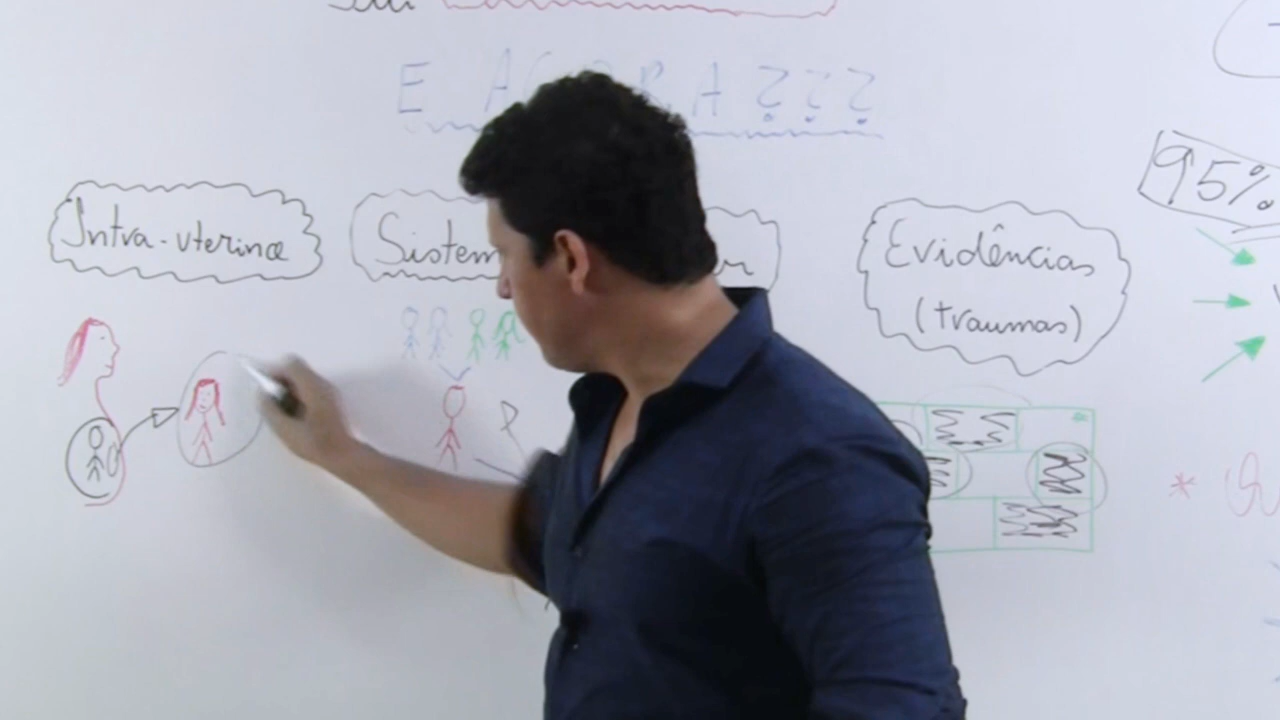 E AGORA???
Intra-uterina
Sistem
Evidências
(traumas)
95%
P